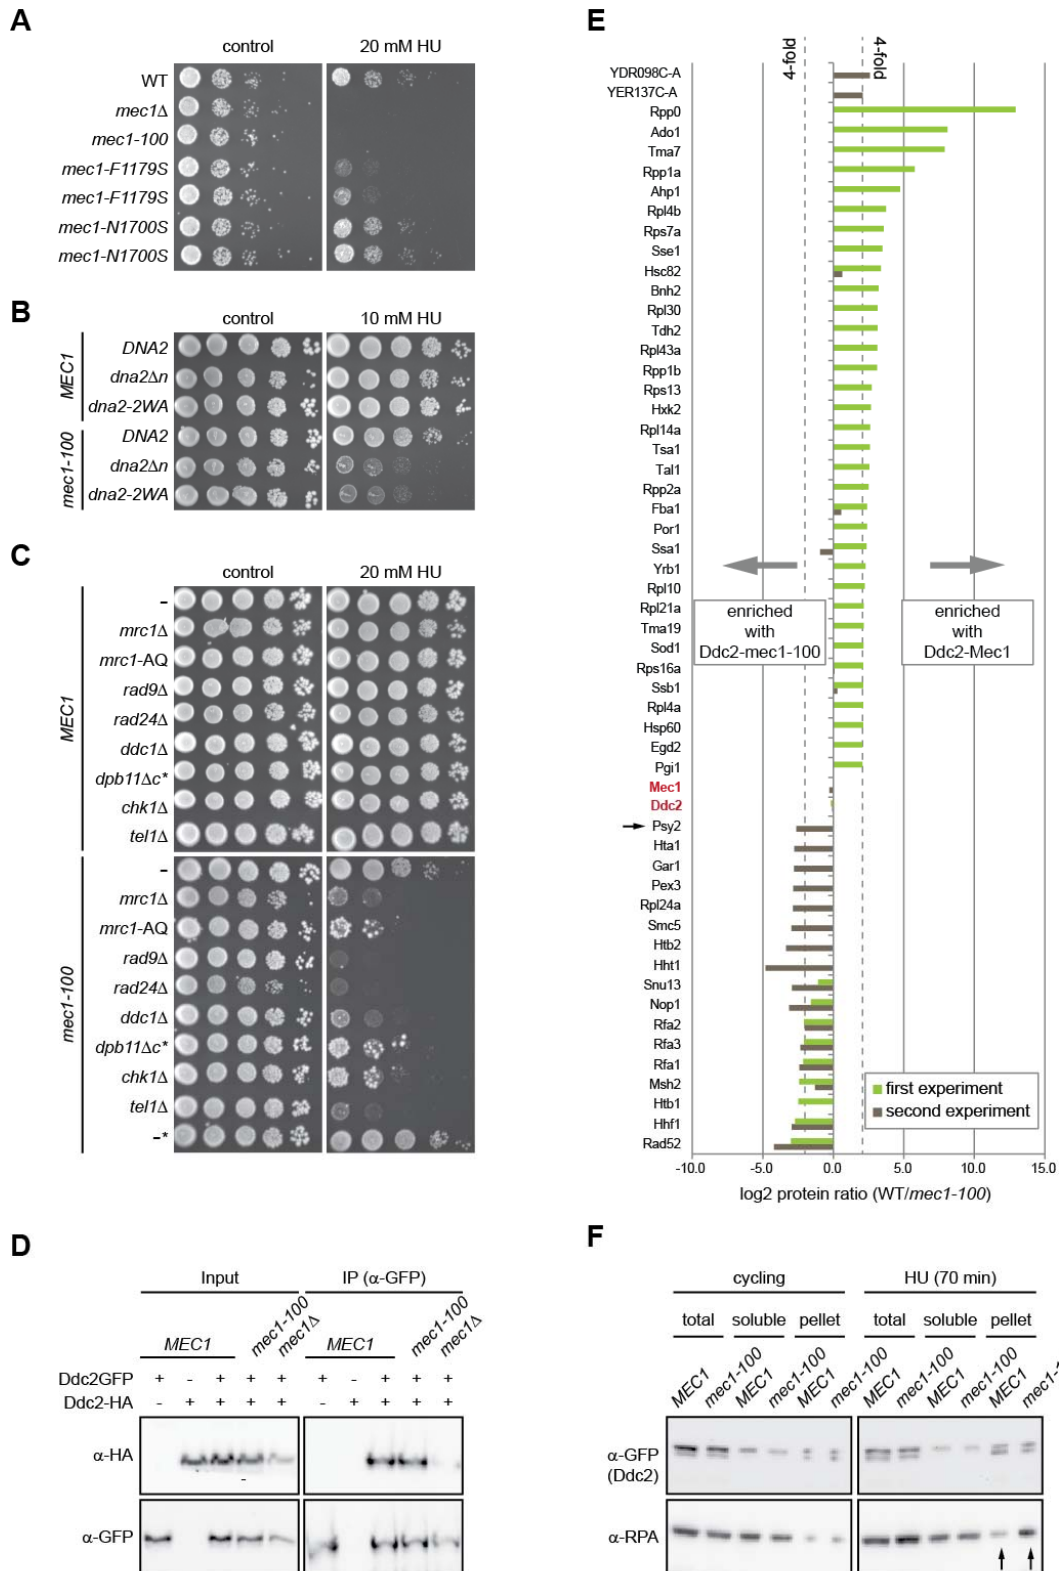 A
control
20 mM HU
WT
mec1Δ
mec1-100
mec1-F1179S
mec1-F1179S
mec1-N1700S
mec1-N1700S
B
control
10 mM HU
MEC1
DNA2
dna2Δn
dna2-2WA
mec1-100
DNA2
dna2Δn
dna2-2WA
C
control
20 mM HU
MEC1
–
mrc1Δ
mrc1-AQ
rad9Δ
rad24Δ
ddc1Δ
dpb11Δc*
chk1Δ
tel1Δ
mec1-100
–
mrc1Δ
mrc1-AQ
rad9Δ
rad24Δ
ddc1Δ
dpb11Δc*
chk1Δ
tel1Δ
–*
D
Input
IP (α-GFP)
MEC1
mec1-100
mec1Δ
MEC1
mec1-100
mec1Δ
Ddc2GFP + - + + + + - + + +
Ddc2-HA - + + + + - + + + +
α-HA
-
α-GFP
E
4-fold
4-fold
YDR098C-A
YER137C-A
Rpp0
Ado1
Tma7
Rpp1a
Ahp1
Rpl4b
Rps7a
Sse1
Hsc82
Bnh2
Rpl30
Tdh2
Rpl43a
Rpp1b
Rps13
Hxk2
Rpl14a
Tsa1
Tal1
Rpp2a
Fba1
Por1
Ssa1
Yrb1
Rpl10
Rpl21a
Tma19
Sod1
Rps16a
Ssb1
Rpl4a
Hsp60
Egd2
Pgi1
Mec1
Ddc2
Psy2
Hta1
Gar1
Pex3
Rpl24a
Smc5
Htb2
Hht1
Snu13
Nop1
Rfa2
Rfa3
Rfa1
Msh2
Htb1
Hhf1
Rad52
enriched
with
Ddc2-mec1-100
enriched
with
Ddc2-Mec1
first experiment
second experiment
-10.0 -5.0 0.0 5.0 10.0 15.0
log2 protein ratio (WT/mec1-100)
F
cycling
HU (70 min)
total soluble pellet total soluble pellet
MEC1 mec1-100 MEC1 mec1-100 MEC1 mec1-100 MEC1 mec1-100 MEC1 mec1-100 MEC1
α-GFP
(Ddc2)
α-RPA